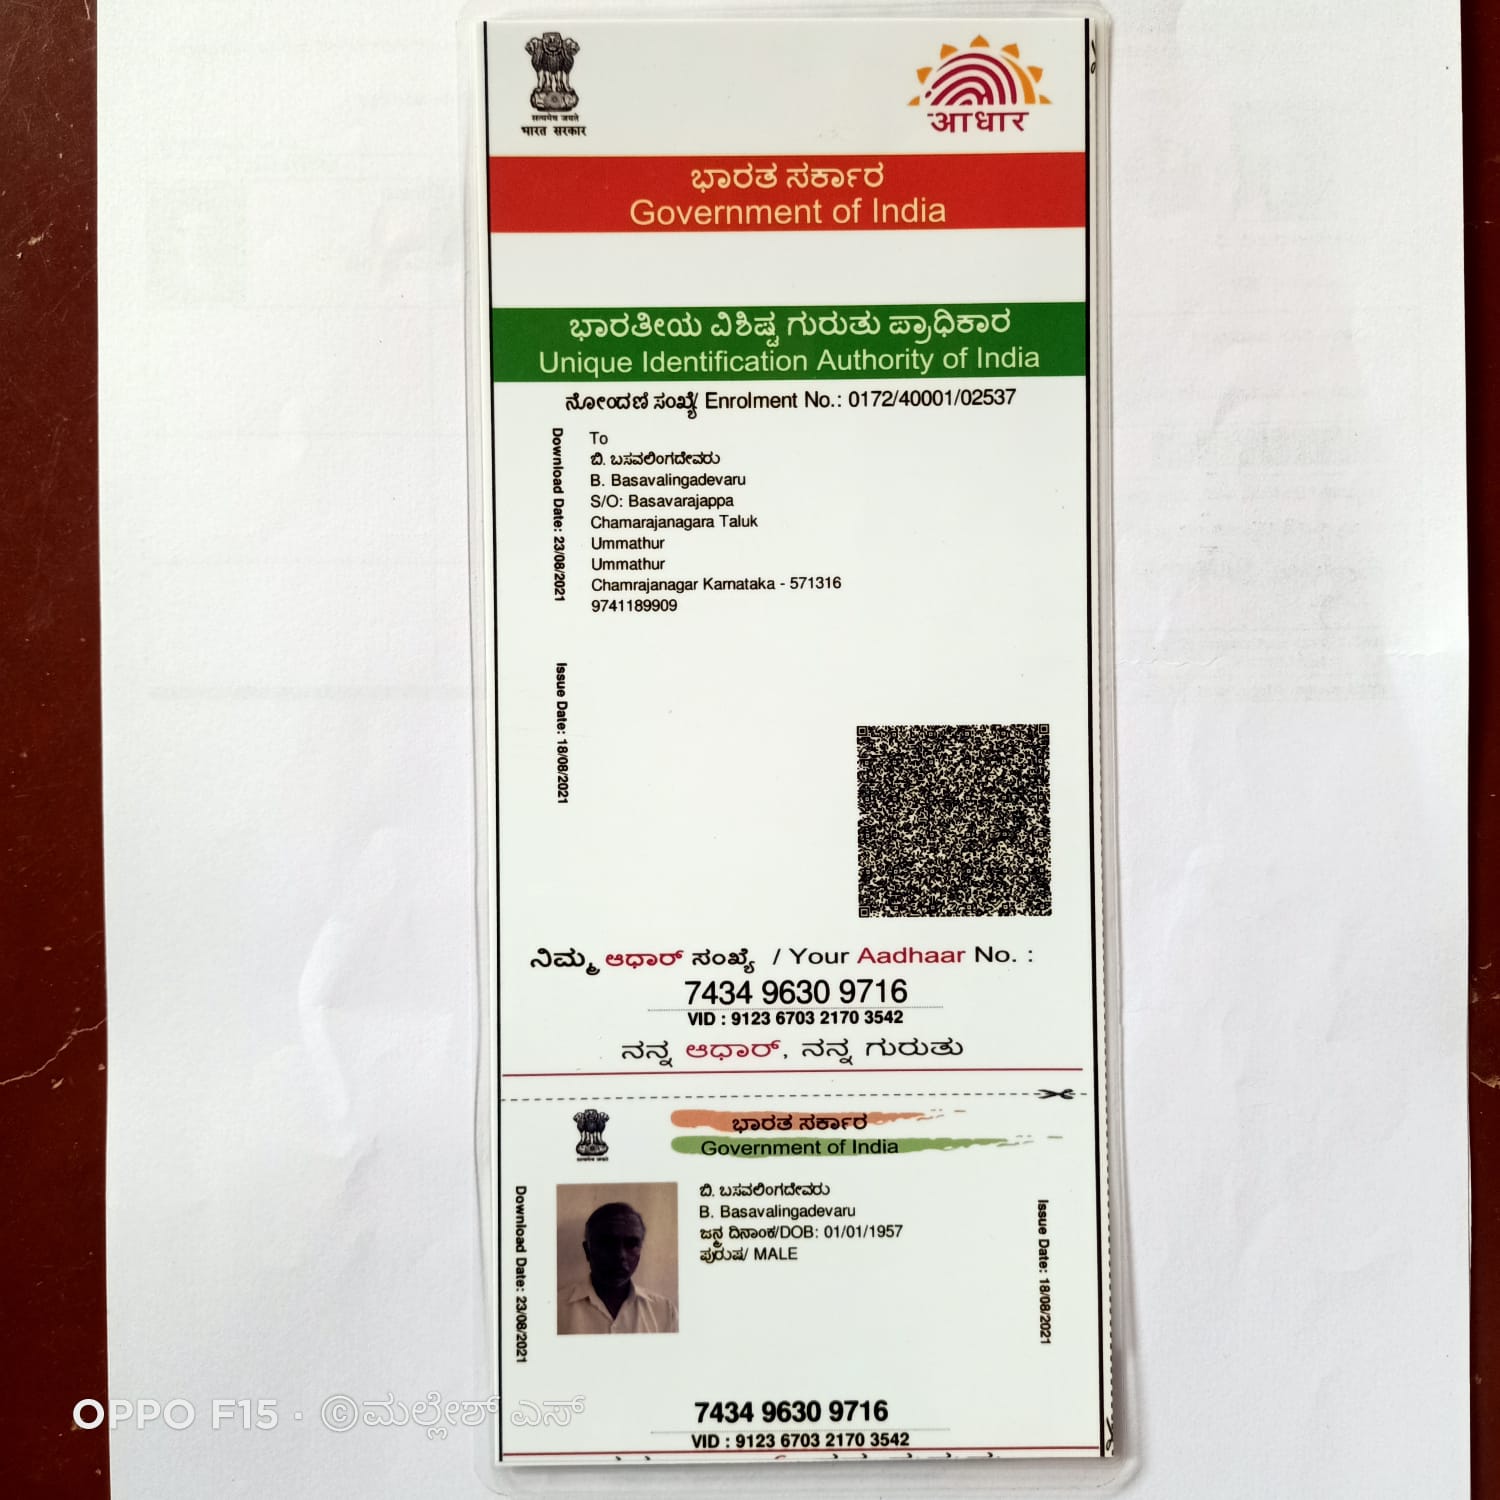 सत्यमेव जयते
भारत सरकार
आधार
ಭಾರತ ಸರ್ಕಾರ
Government of India
ಭಾರತೀಯ ವಿಶಿಷ್ಟ ಗುರುತು ಪ್ರಾಧಿಕಾರ
Unique Identification Authority of India
ನೋಂದಣಿ ಸಂಖ್ಯೆ/ Enrolment No.: 0172/40001/02537
Download Date: 23/08/2021
To
ಬಿ. ಬಸವಲಿಂಗದೇವರು
B. Basavalingadevaru
S/O: Basavarajappa
Chamarajanagara Taluk
Ummathur
Ummathur
Chamrajanagar Karnataka - 571316
9741189909
Issue Date: 18/08/2021
ನಿಮ್ಮ ಆಧಾರ್ ಸಂಖ್ಯೆ / Your Aadhaar No. :
7434 9630 9716
VID : 9123 6703 2170 3542
ನನ್ನ ಆಧಾರ್, ನನ್ನ ಗುರುತು
ಭಾರತ ಸರ್ಕಾರ
Government of India
Download Date: 23/08/2021
ಬಿ. ಬಸವಲಿಂಗದೇವರು
B. Basavalingadevaru
ಜನ್ಮ ದಿನಾಂಕ/DOB: 01/01/1957
ಪುರುಷ/ MALE
Issue Date: 18/08/2021
7434 9630 9716
VID : 9123 6703 2170 3542
OPPO F15 · ©ಮಲ್ಲೇಶ್ ಎಸ್